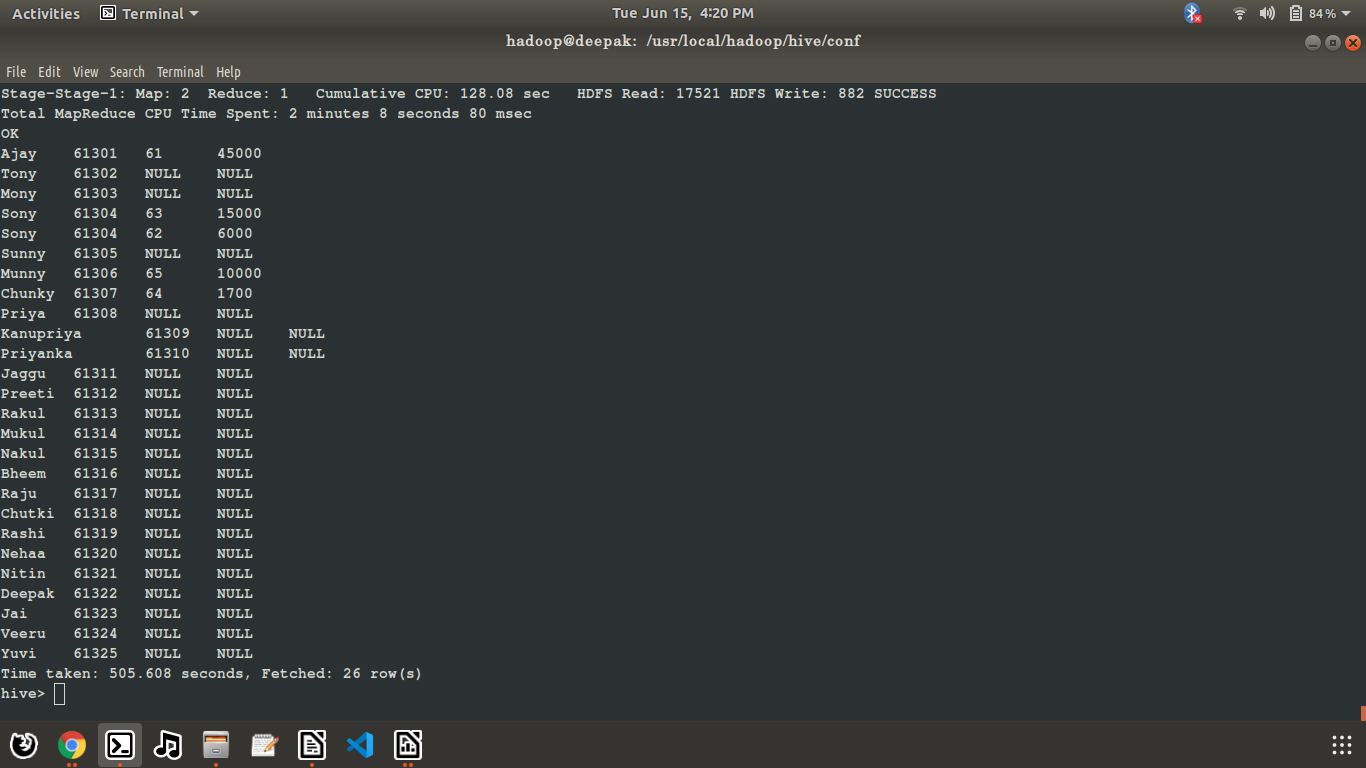 Activities Terminal Tue Jun 15, 4:20 PM 84%
hadoop@deepak: /usr/local/hadoop/hive/conf
File Edit View Search Terminal Help
Stage-Stage-1: Map: 2  Reduce: 1   Cumulative CPU: 128.08 sec   HDFS Read: 17521 HDFS Write: 882 SUCCESS
Total MapReduce CPU Time Spent: 2 minutes 8 seconds 80 msec
OK
Ajay    61301   61      45000
Tony    61302   NULL    NULL
Mony    61303   NULL    NULL
Sony    61304   63      15000
Sony    61304   62      6000
Sunny   61305   NULL    NULL
Munny   61306   65      10000
Chunky  61307   64      1700
Priya   61308   NULL    NULL
Kanupriya       61309   NULL    NULL
Priyanka        61310   NULL    NULL
Jaggu   61311   NULL    NULL
Preeti  61312   NULL    NULL
Rakul   61313   NULL    NULL
Mukul   61314   NULL    NULL
Nakul   61315   NULL    NULL
Bheem   61316   NULL    NULL
Raju    61317   NULL    NULL
Chutki  61318   NULL    NULL
Rashi   61319   NULL    NULL
Nehaa   61320   NULL    NULL
Nitin   61321   NULL    NULL
Deepak  61322   NULL    NULL
Jai     61323   NULL    NULL
Veeru   61324   NULL    NULL
Yuvi    61325   NULL    NULL
Time taken: 505.608 seconds, Fetched: 26 row(s)
hive>